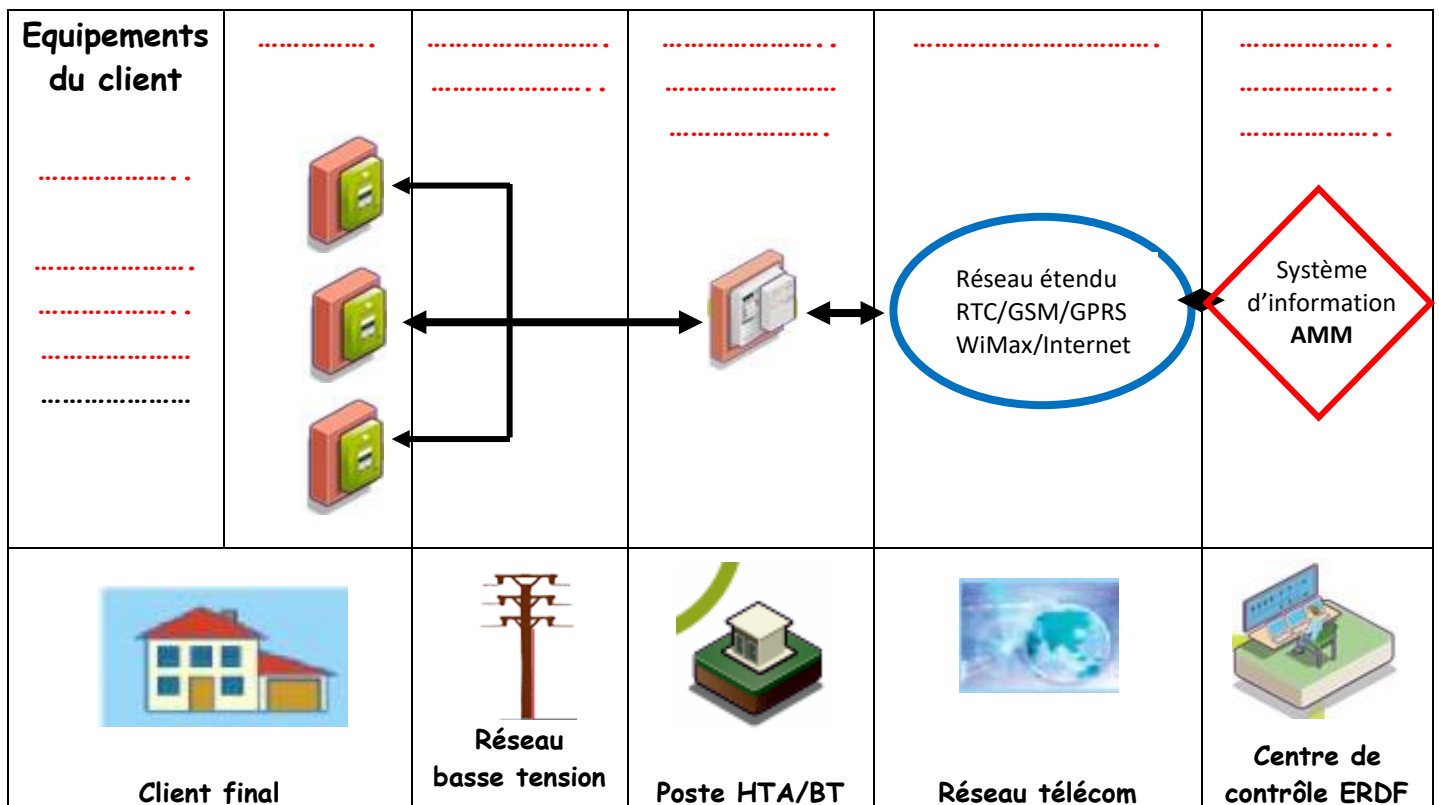 Equipements
du client
…………….
………………….
………………..
………………..
……………….
……………………….
……………..
……………..
………………..
………………
………………….
……………..
……………..
……………..
……………….
……………..
………………
…………………
Réseau étendu
RTC/GSM/GPRS
WiMax/Internet
Système
d’information
AMM
Client final
Réseau
basse tension
Poste HTA/BT
Réseau télécom
Centre de
contrôle ERDF